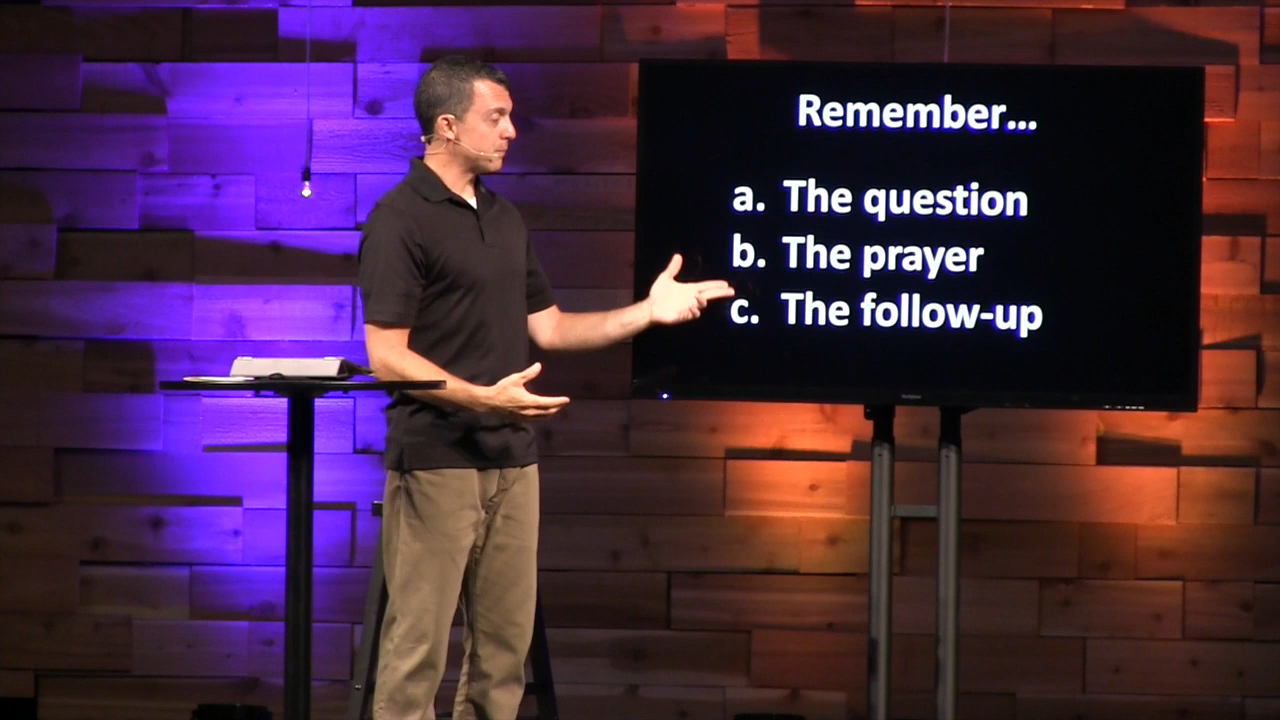 Remember...
a. The question
b. The prayer
c. The follow-up